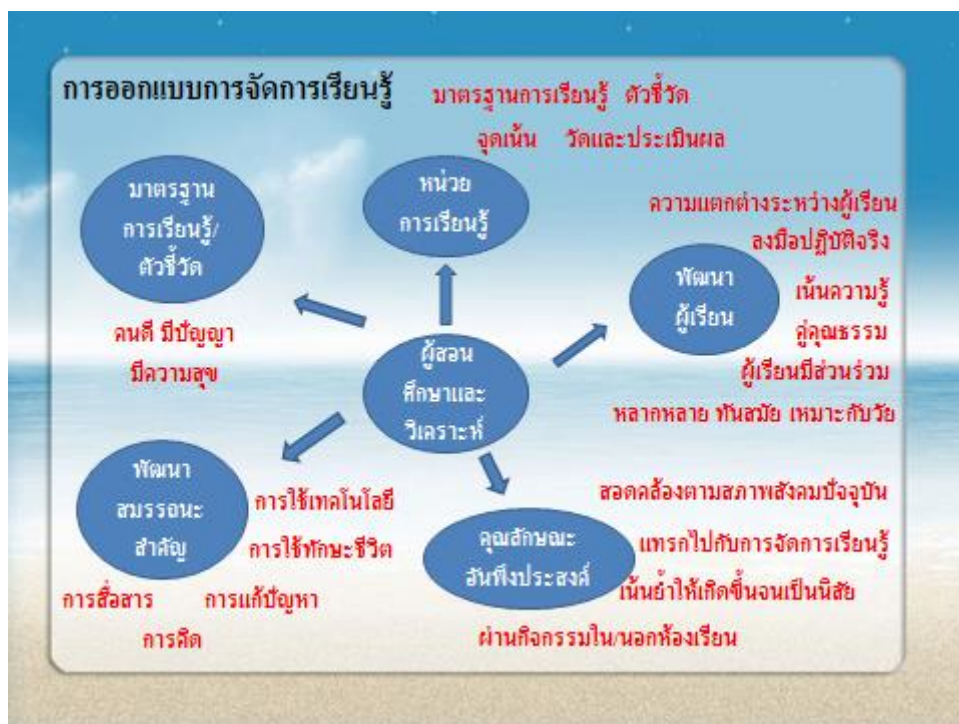 การออกแบบการจัดการเรียนรู้
มาตรฐานการเรียนรู้ ตัวชี้วัด
จุดเน้น วัดและประเมินผล
มาตรฐาน
การเรียนรู้/
ตัวชี้วัด
หน่วย
การเรียนรู้
ความแตกต่างระหว่างผู้เรียน
ลงมือปฏิบัติจริง
พัฒนา
ผู้เรียน
เน้นความรู้
คู่คุณธรรม
ผู้เรียนมีส่วนร่วม
หลากหลาย ทันสมัย เหมาะกับวัย
คนดี มีปัญญา
มีความสุข
ผู้สอน
ศึกษาและ
วิเคราะห์
พัฒนา
สมรรถนะ
สำคัญ
การใช้เทคโนโลยี
การใช้ทักษะชีวิต
การสื่อสาร การแก้ปัญหา
การคิด
คุณลักษณะ
อันพึงประสงค์
สอดคล้องตามสภาพสังคมปัจจุบัน
แทรกไปกับการจัดการเรียนรู้
เน้นย้ำให้เกิดขึ้นจนเป็นนิสัย
ผ่านกิจกรรมใน/นอกห้องเรียน